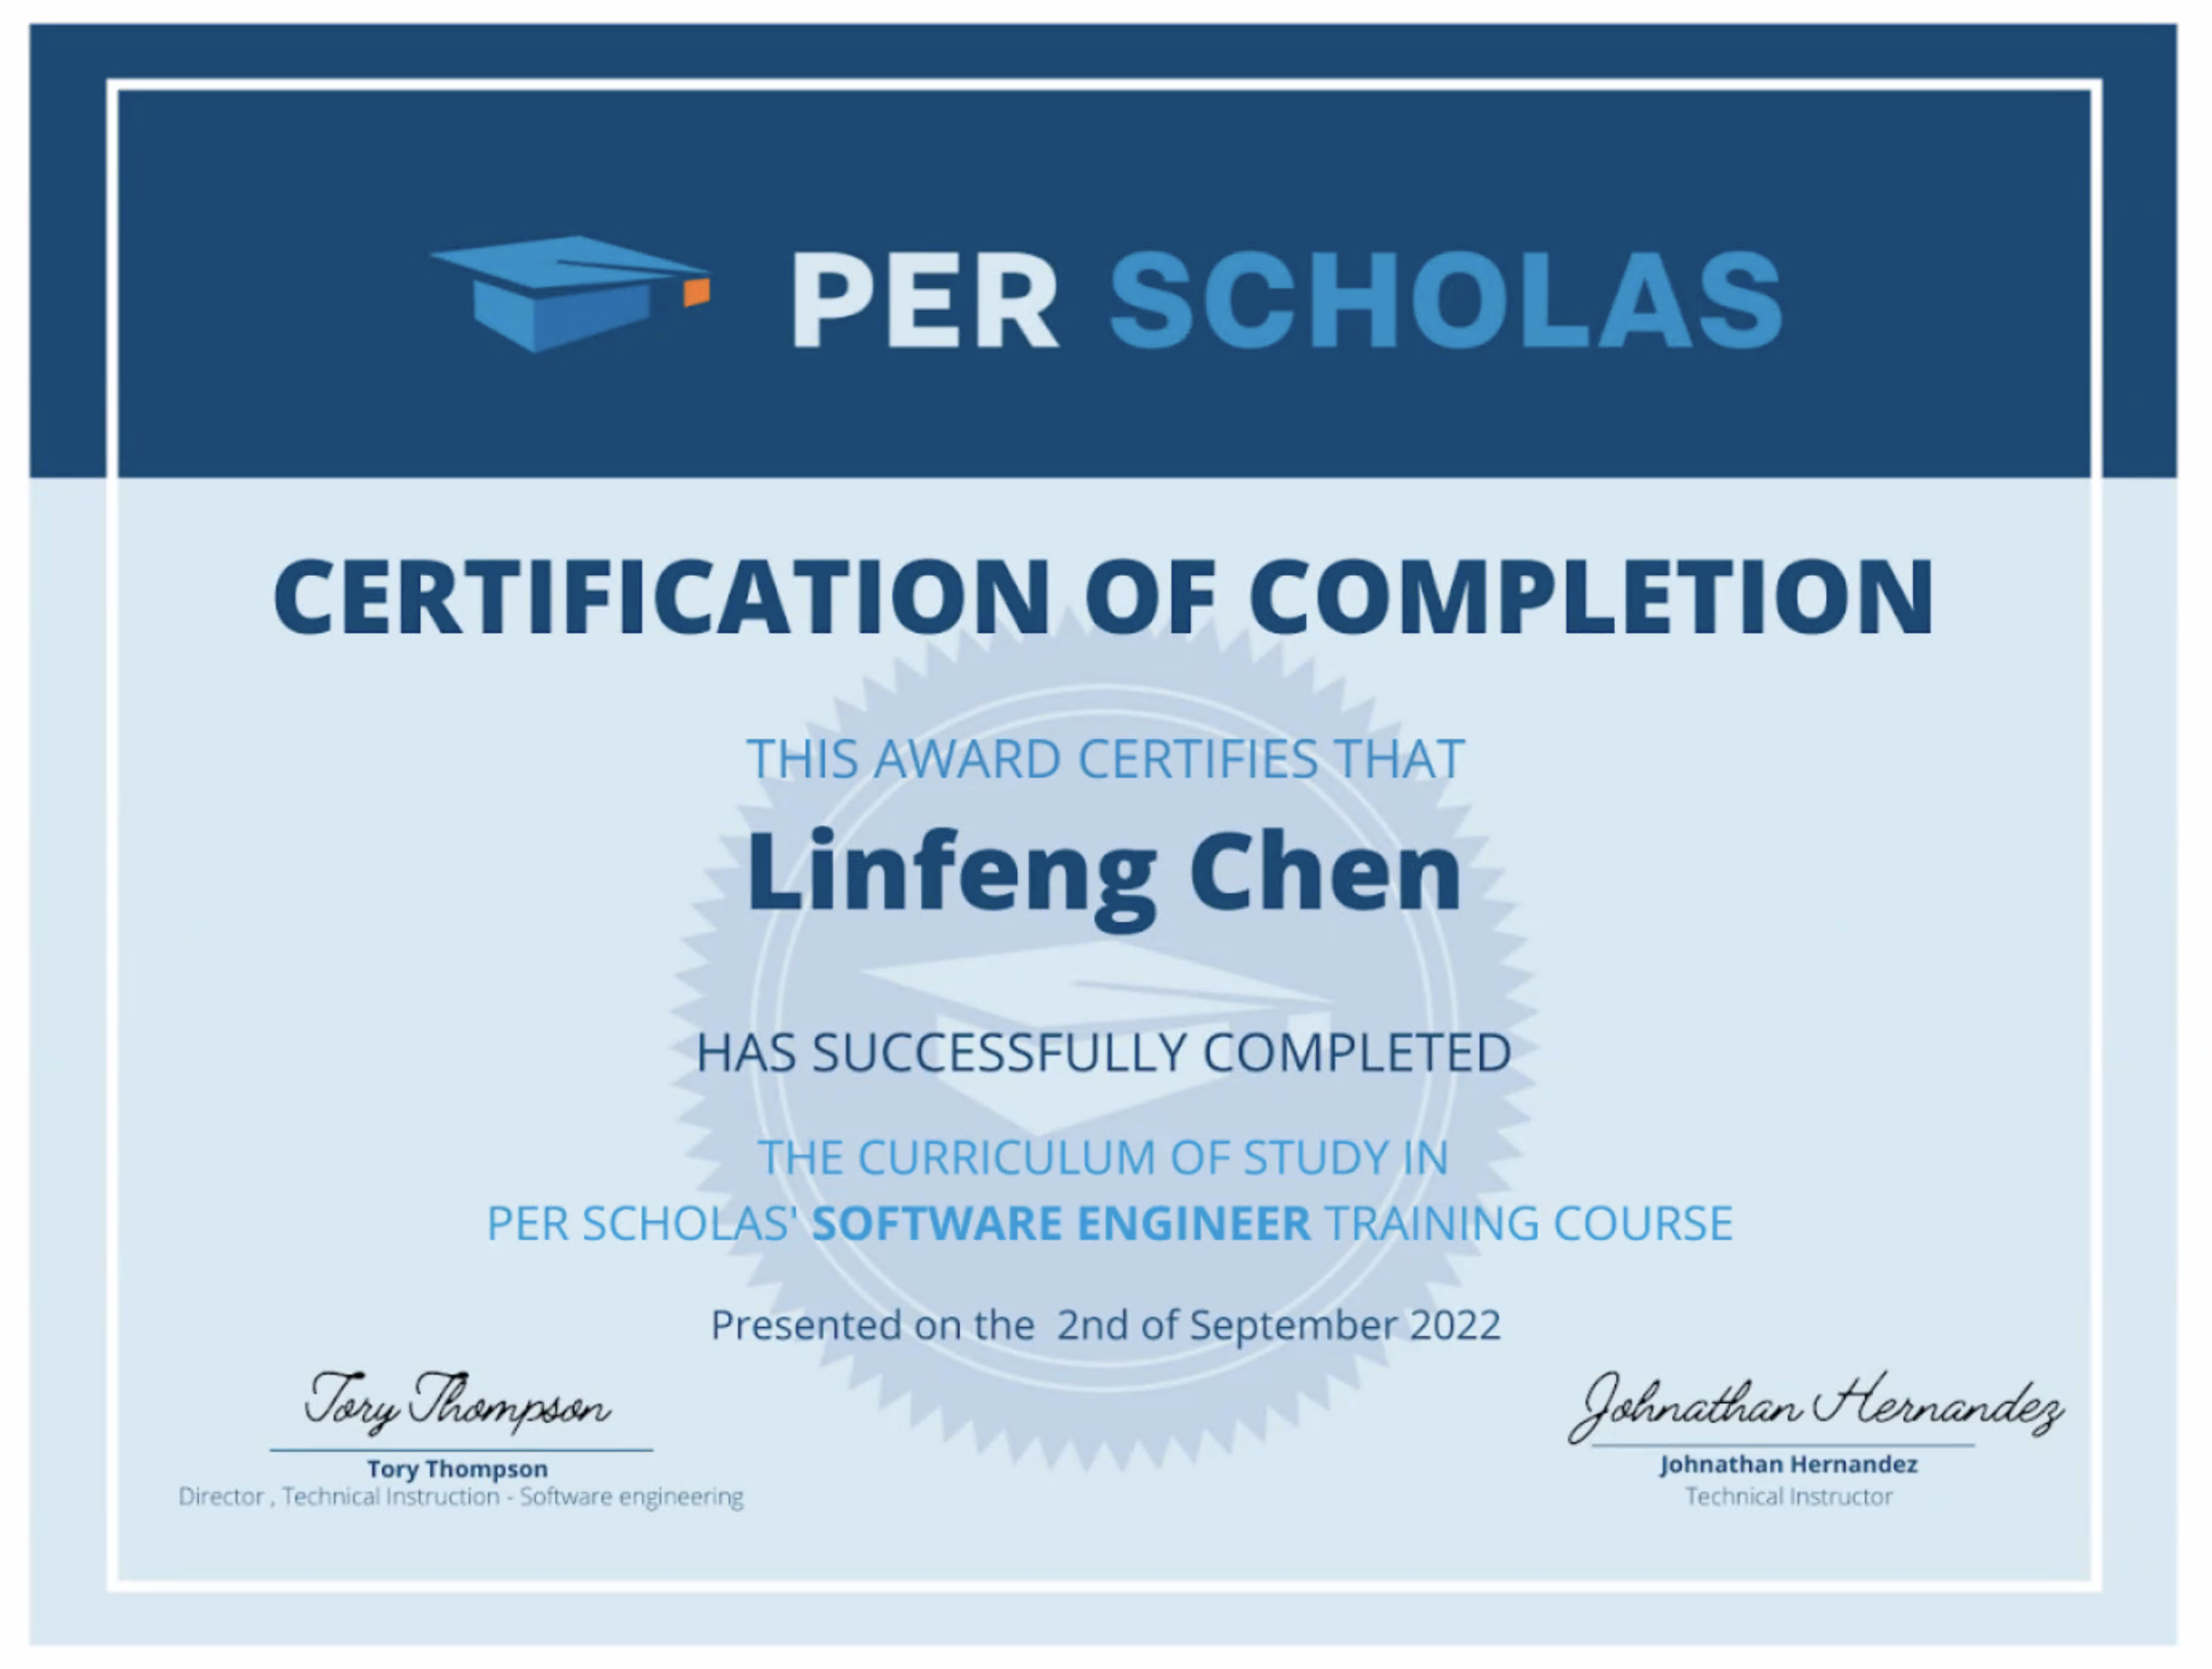 PER SCHOLAS
CERTIFICATION OF COMPLETION
THIS AWARD CERTIFIES THAT
Linfeng Chen
HAS SUCCESSFULLY COMPLETED
THE CURRICULUM OF STUDY IN
PER SCHOLAS' SOFTWARE ENGINEER TRAINING COURSE
Presented on the 2nd of September 2022
Tory Thompson
Tory Thompson
Director , Technical Instruction - Software engineering
Johnathan Hernandez
Johnathan Hernandez
Technical Instructor